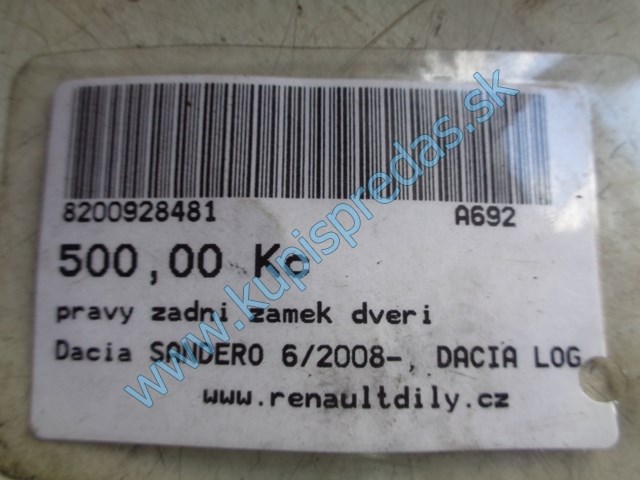 8200928481 A692
500,00 Kc
pravy zadni zamek dveri
Dacia SANDERO 6/2008-, DACIA LOG
www.renaultdily.cz
www.kupispredas.sk